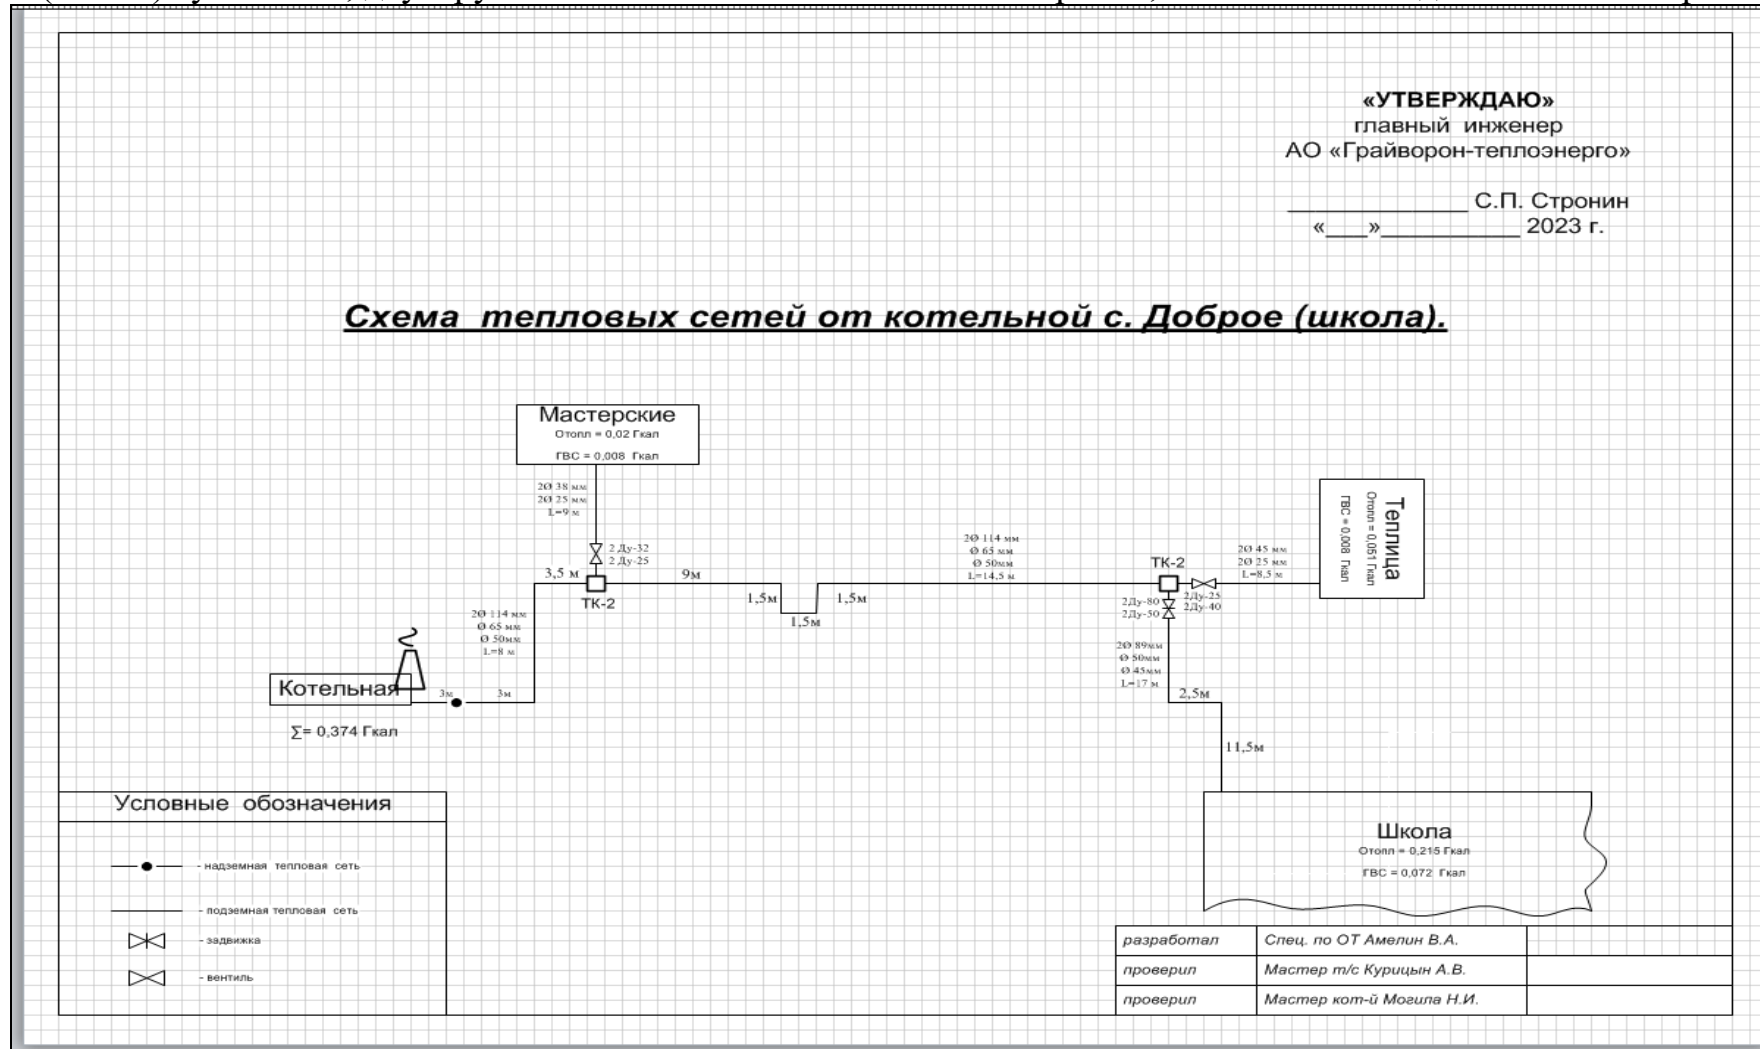 «УТВЕРЖДАЮ»
главный инженер
АО «Грайворон-теплоэнерго»
_______________ С.П. Стронин
«____»____________ 2023 г.
Схема тепловых сетей от котельной с. Доброе (школа).
Мастерские
Отопл = 0,02 Гкал
ГВС = 0,008 Гкал
2Ø 38 мм
2Ø 25 мм
L=9 м
2 Ду-32
2 Ду-25
3,5 м
ТК-2
9м
1,5м
1,5м
1,5м
2Ø 114 мм
Ø 65 мм
Ø 50мм
L=14,5 м
ТК-2
2Ø 45 мм
2Ø 25 мм
L=8,5 м
Теплица
Отопл = 0,051 Гкал
ГВС = 0,008 Гкал
2Ду-25
2Ду-40
2Ду-80
2Ду-50
2Ø 114 мм
Ø 65 мм
Ø 50мм
L=8 м
2Ø 89мм
Ø 50мм
Ø 45мм
L=17 м
2,5м
11,5м
Котельная
3м
3м
∑= 0,374 Гкал
Школа
Отопл = 0,215 Гкал
ГВС = 0,072 Гкал
Условные обозначения
- надземная тепловая сеть
- подземная тепловая сеть
- задвижка
- вентиль
разработал Спец. по ОТ Амелин В.А.
проверил Мастер т/с Курицын А.В.
проверил Мастер кот-й Могила Н.И.